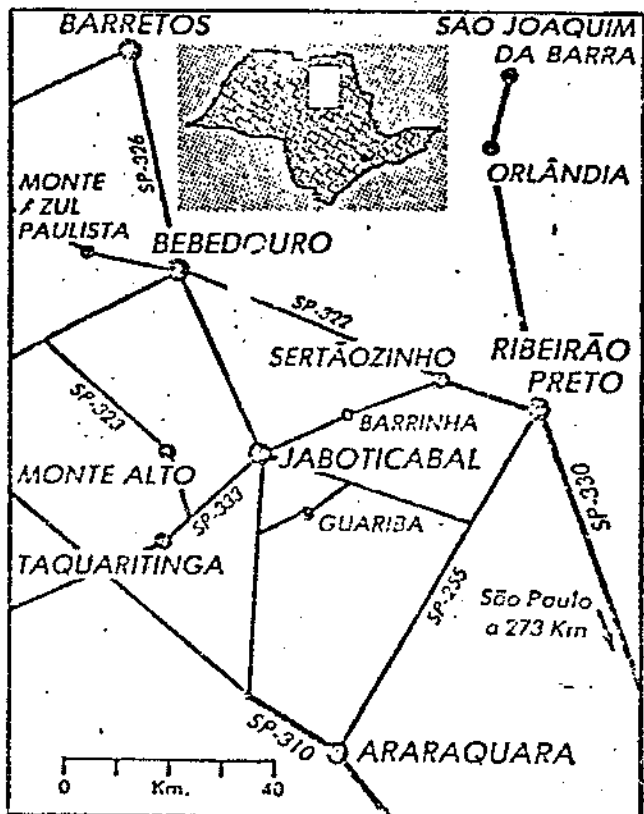 BARRETOS
SÃO JOAQUIM
DA BARRA
SP-326
ORLÂNDIA
MONTE
AZUL
PAULISTA
BEBEDOURO
SP-322
SERTÃOZINHO
RIBEIRÃO
PRETO
SP-323
BARRINHA
MONTE ALTO
JABOTICABAL
SP-333
SP-330
GUARIBA
TAQUARITINGA
SP-255
São Paulo
a 273 Km
SP-310
ARARAQUARA
0 Km. 40